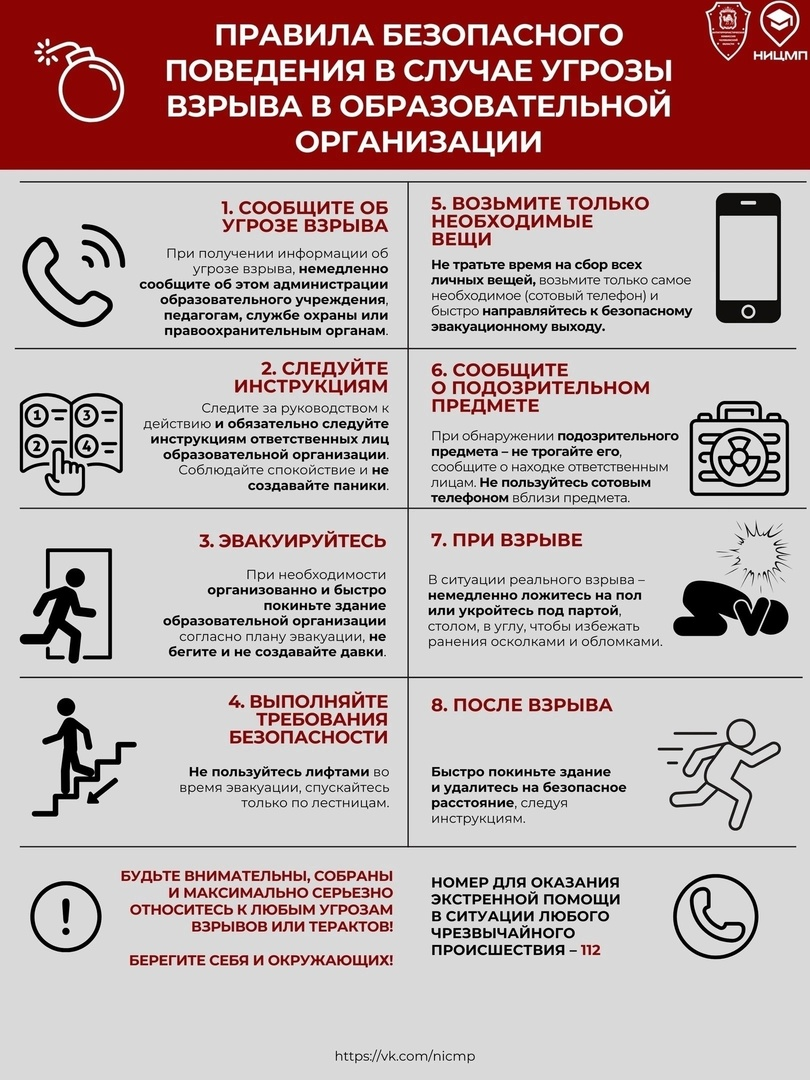 ПРАВИЛА БЕЗОПАСНОГО
ПОВЕДЕНИЯ В СЛУЧАЕ УГРОЗЫ
ВЗРЫВА В ОБРАЗОВАТЕЛЬНОЙ
ОРГАНИЗАЦИИ
НИЦМП
1. СООБЩИТЕ ОБ
УГРОЗЕ ВЗРЫВА
При получении информации об
угрозе взрыва, немедленно
сообщите об этом администрации
образовательного учреждения,
педагогам, службе охраны или
правоохранительным органам.
2. СЛЕДУЙТЕ
ИНСТРУКЦИЯМ
1
3
2
4
Следите за руководством к
действию и обязательно следуйте
инструкциям ответственных лиц
образовательной организации.
Соблюдайте спокойствие и не
создавайте паники.
3. ЭВАКУИРУЙТЕСЬ
При необходимости
организованно и быстро
покиньте здание
образовательной организации
согласно плану эвакуации, не
бегите и не создавайте давки.
4. ВЫПОЛНЯЙТЕ
ТРЕБОВАНИЯ
БЕЗОПАСНОСТИ
Не пользуйтесь лифтами во
время эвакуации, спускайтесь
только по лестницам.
5. ВОЗЬМИТЕ ТОЛЬКО
НЕОБХОДИМЫЕ
ВЕЩИ
Не тратьте время на сбор всех
личных вещей, возьмите только самое
необходимое (сотовый телефон) и
быстро направляйтесь к безопасному
эвакуационному выходу.
6. СООБЩИТЕ
О ПОДОЗРИТЕЛЬНОМ
ПРЕДМЕТЕ
При обнаружении подозрительного
предмета – не трогайте его,
сообщите о находке ответственным
лицам. Не пользуйтесь сотовым
телефоном вблизи предмета.
7. ПРИ ВЗРЫВЕ
В ситуации реального взрыва –
немедленно ложитесь на пол
или укройтесь под партой,
столом, в углу, чтобы избежать
ранения осколками и обломками.
8. ПОСЛЕ ВЗРЫВА
Быстро покиньте здание
и удалитесь на безопасное
расстояние, следуя
инструкциям.
БУДЬТЕ ВНИМАТЕЛЬНЫ, СОБРАНЫ
И МАКСИМАЛЬНО СЕРЬЕЗНО
ОТНОСИТЕСЬ К ЛЮБЫМ УГРОЗАМ
ВЗРЫВОВ ИЛИ ТЕРАКТОВ!
БЕРЕГИТЕ СЕБЯ И ОКРУЖАЮЩИХ!
НОМЕР ДЛЯ ОКАЗАНИЯ
ЭКСТРЕННОЙ ПОМОЩИ
В СИТУАЦИИ ЛЮБОГО
ЧРЕЗВЫЧАЙНОГО
ПРОИСШЕСТВИЯ – 112
https://vk.com/nicmp